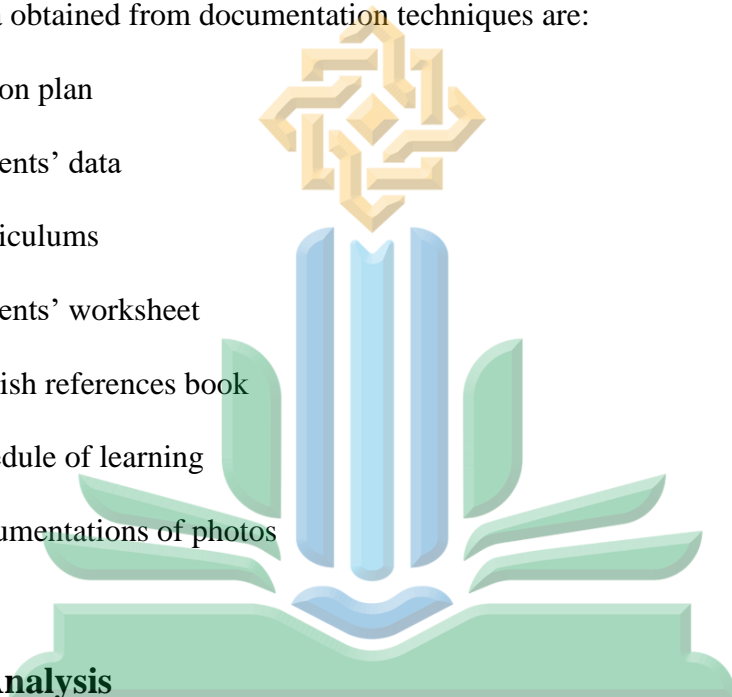 obtained from documentation techniques are:
on plan
ents’ data
iculums
ents’ worksheet
ish references book
edule of learning
umentations of photos
Analysis